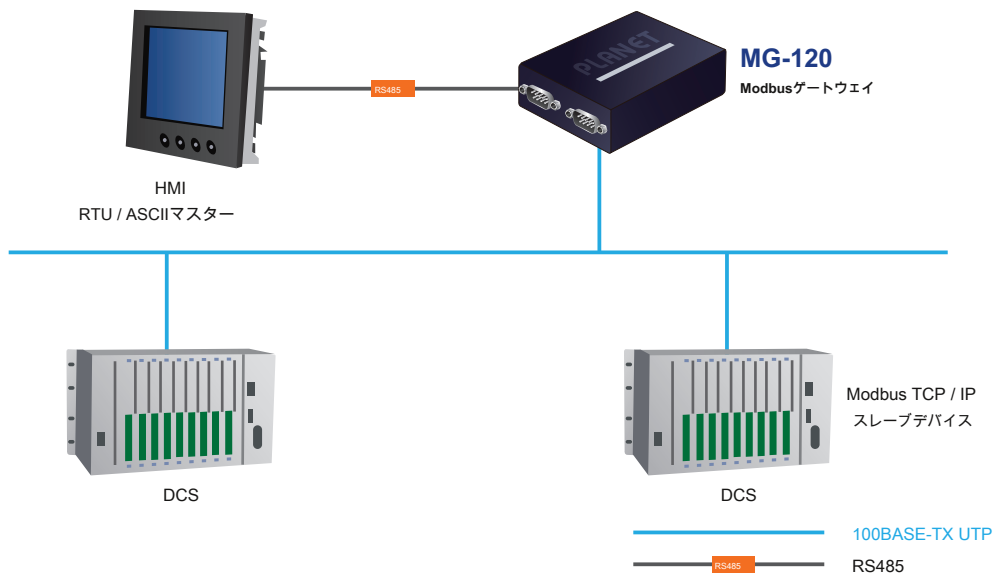 PLANET
MG-120
Modbusゲートウェイ
RS485
HMI
RTU / ASCIIマスター
Modbus TCP / IP
スレーブデバイス
DCS
DCS
100BASE-TX UTP
RS485
RS485